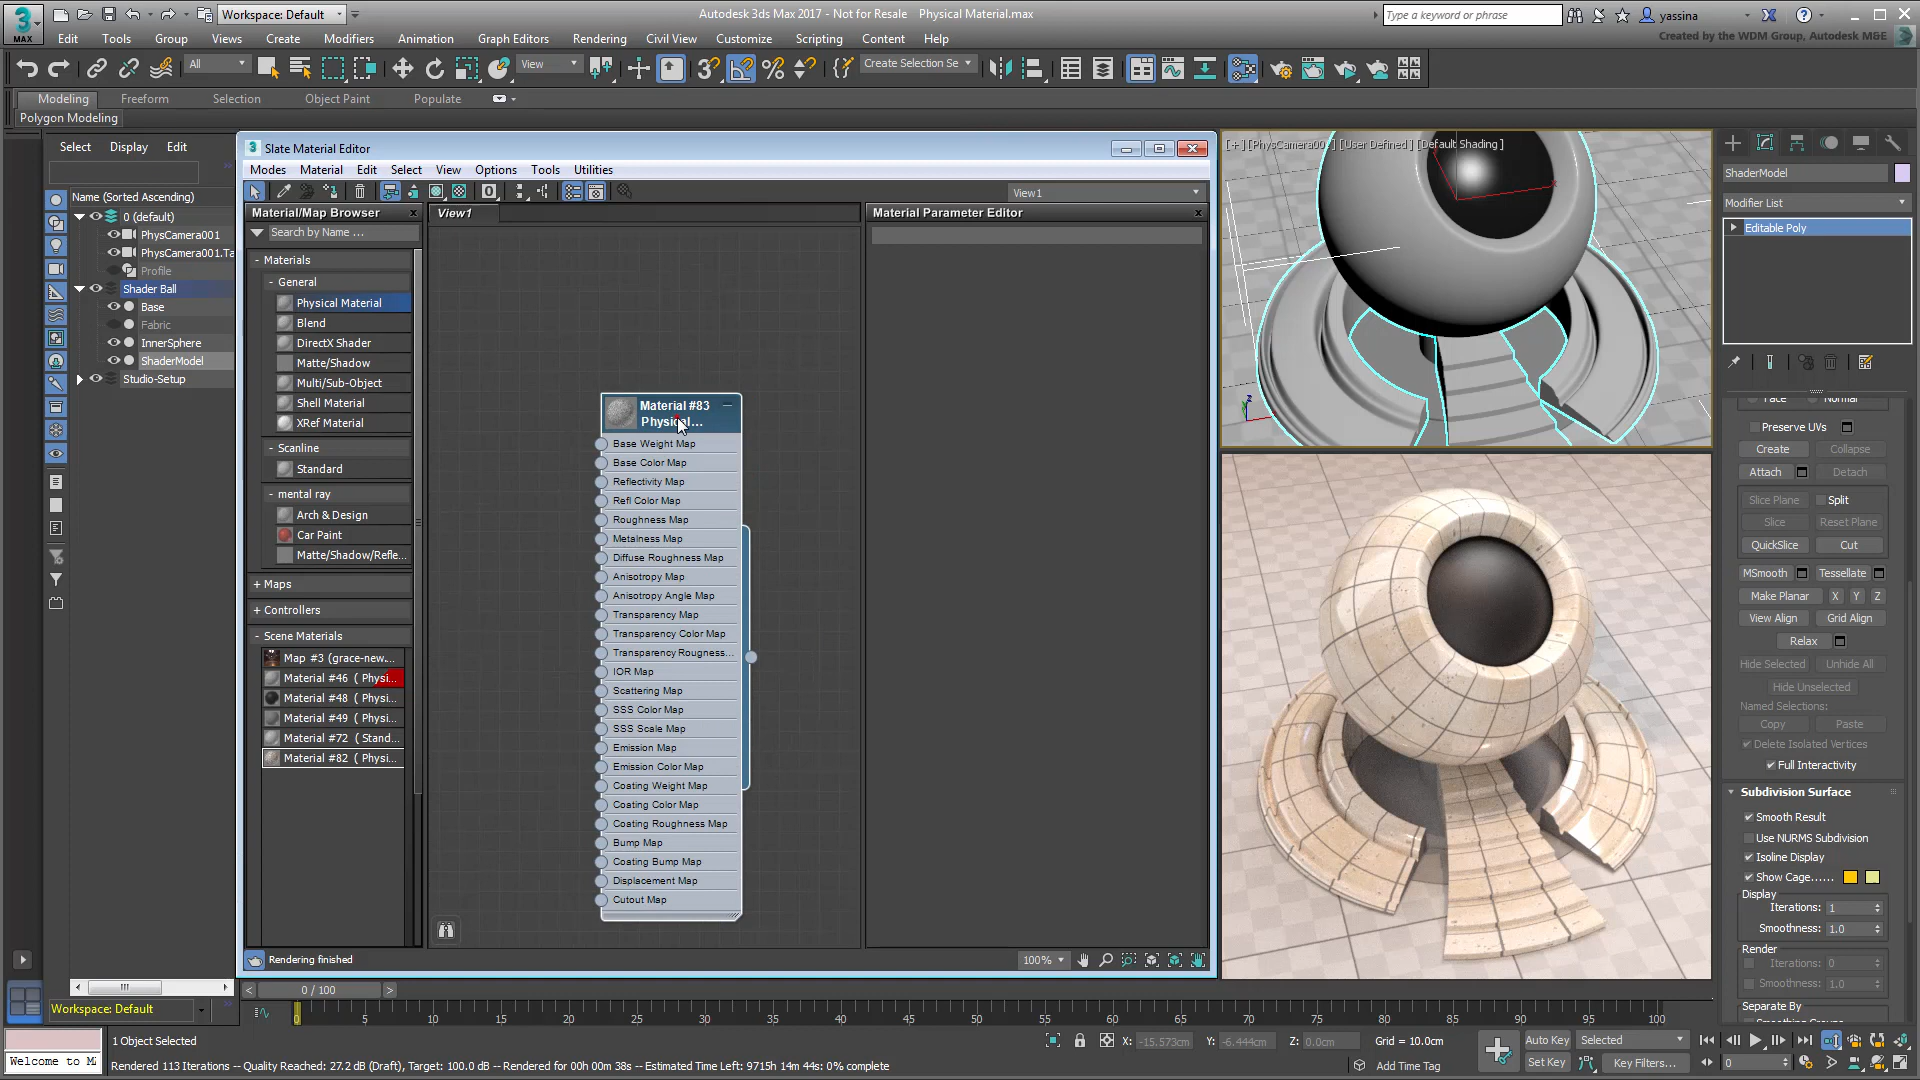 3
MAX
Workspace: Default
Autodesk 3ds Max 2017 - Not for Resale    Physical Material.max
Type a keyword or phrase
yassina
Edit
Tools
Group
Views
Create
Modifiers
Animation
Graph Editors
Rendering
Civil View
Customize
Scripting
Content
Help
Created by the WDM Group, Autodesk M&E
All
View
Create Selection Se
Modeling
Freeform
Selection
Object Paint
Populate
Polygon Modeling
Select
Display
Edit
Name (Sorted Ascending)
0 (default)
PhysCamera001
PhysCamera001.Ta
Profile
Shader Ball
Base
Fabric
InnerSphere
ShaderModel
Studio-Setup
Workspace: Default
3 Slate Material Editor
Modes
Material
Edit
Select
View
Options
Tools
Utilities
View1
Material/Map Browser
Search by Name ...
- Materials
- General
Physical Material
Blend
DirectX Shader
Matte/Shadow
Multi/Sub-Object
Shell Material
XRef Material
- Scanline
Standard
- mental ray
Arch & Design
Car Paint
Matte/Shadow/Refle...
+ Maps
+ Controllers
- Scene Materials
Map #3 (grace-new....
Material #46 ( Physi...
Material #48 ( Physi...
Material #49 ( Physi...
Material #72 ( Stand...
Material #82 ( Physi...
View1
Material #83
Physical...
Base Weight Map
Base Color Map
Reflectivity Map
Refl Color Map
Roughness Map
Metalness Map
Diffuse Roughness Map
Anisotropy Map
Anisotropy Angle Map
Transparency Map
Transparency Color Map
Transparency Rougness...
IOR Map
Scattering Map
SSS Color Map
SSS Scale Map
Emission Map
Emission Color Map
Coating Weight Map
Coating Color Map
Coating Roughness Map
Bump Map
Coating Bump Map
Displacement Map
Cutout Map
Material Parameter Editor
Rendering finished
100%
[ + ] [PhysCamera00 ] [User Defined ] [Default Shading ]
ShaderModel
Modifier List
Editable Poly
Face
Normal
Preserve UVs
Create
Collapse
Attach
Detach
Slice Plane
Split
Slice
Reset Plane
QuickSlice
Cut
MSmooth
Tessellate
Make Planar
X
Y
Z
View Align
Grid Align
Relax
Hide Selected
Unhide All
Hide Unselected
Named Selections:
Copy
Paste
Delete Isolated Vertices
Full Interactivity
Subdivision Surface
Smooth Result
Use NURMS Subdivision
Isoline Display
Show Cage......
Display
Iterations: 1
Smoothness: 1.0
Render
Iterations: 0
Smoothness: 1.0
Separate By
Smoothing Groups
0 / 100
0
5
10
15
20
25
30
35
40
45
50
55
60
65
70
75
80
85
90
95
100
Welcome to M
1 Object Selected
Rendered 113 Iterations -- Quality Reached: 27.2 dB (Draft), Target: 100.0 dB -- Rendered for 00h 00m 38s -- Estimated Time Left: 9715h 14m 44s: 0% complete
X: -15.573cm
Y: -6.444cm
Z: 0.0cm
Grid = 10.0cm
Add Time Tag
Auto Key
Selected
Set Key
Key Filters...
0